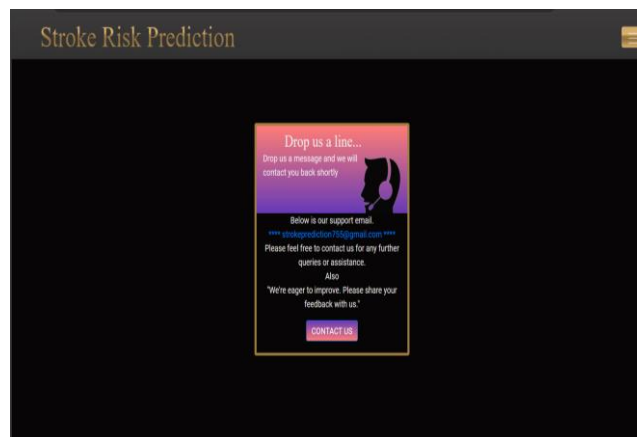 Stroke Risk Prediction
Drop us a line...
Drop us a message and we will
contact you back shortly
Below is our support email.
**** strokeprediction755@gmail.com ****
Please feel free to contact us for any further
queries or assistance.
Also
"We're eager to improve. Please share your
feedback with us."
CONTACT US